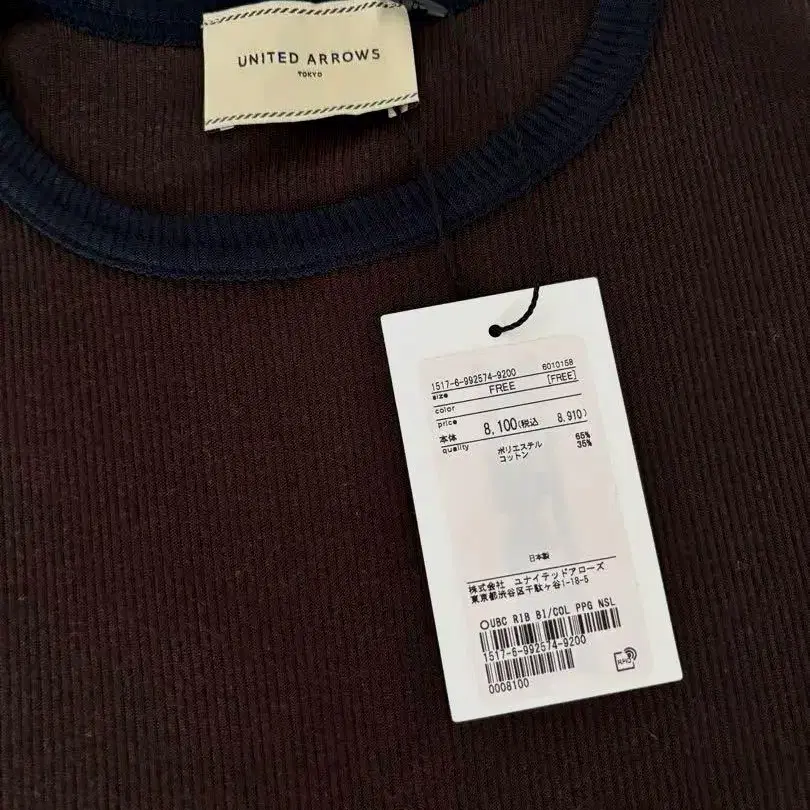 UNITED ARROWS
TOKYO
1517-6-992574-9200 6010158
size FREE [FREE]
color
price
本体 8,100(税込 8,910)
quality ポリエステル 65%
コットン 35%
日本製
株式会社 ユナイテッドアローズ
東京都渋谷区千駄ヶ谷1-18-5
○UBC RIB BI/COL PPG NSL
1517-6-992574-9200
0008100
RFID